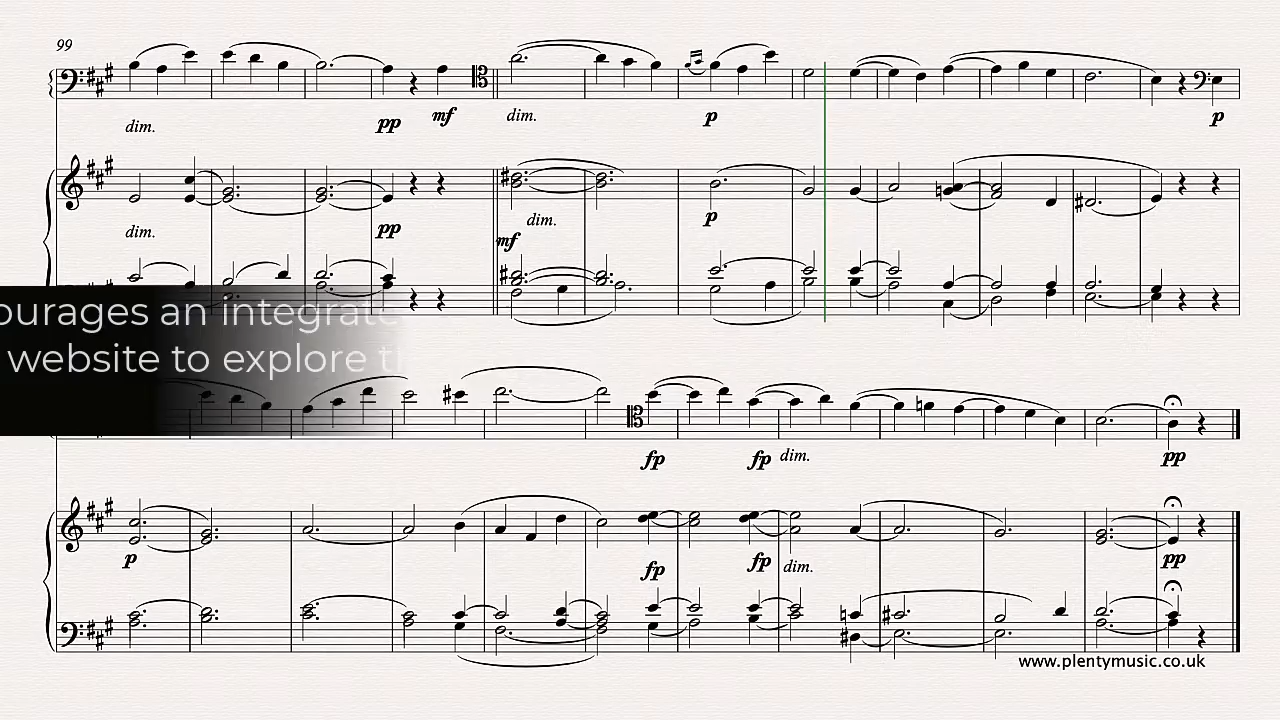 99
dim. pp mf dim. p p
dim. pp mf dim. p
ourages an integrate
website to explore
fp fp dim. pp
p fp fp dim. pp
www.plentymusic.co.uk